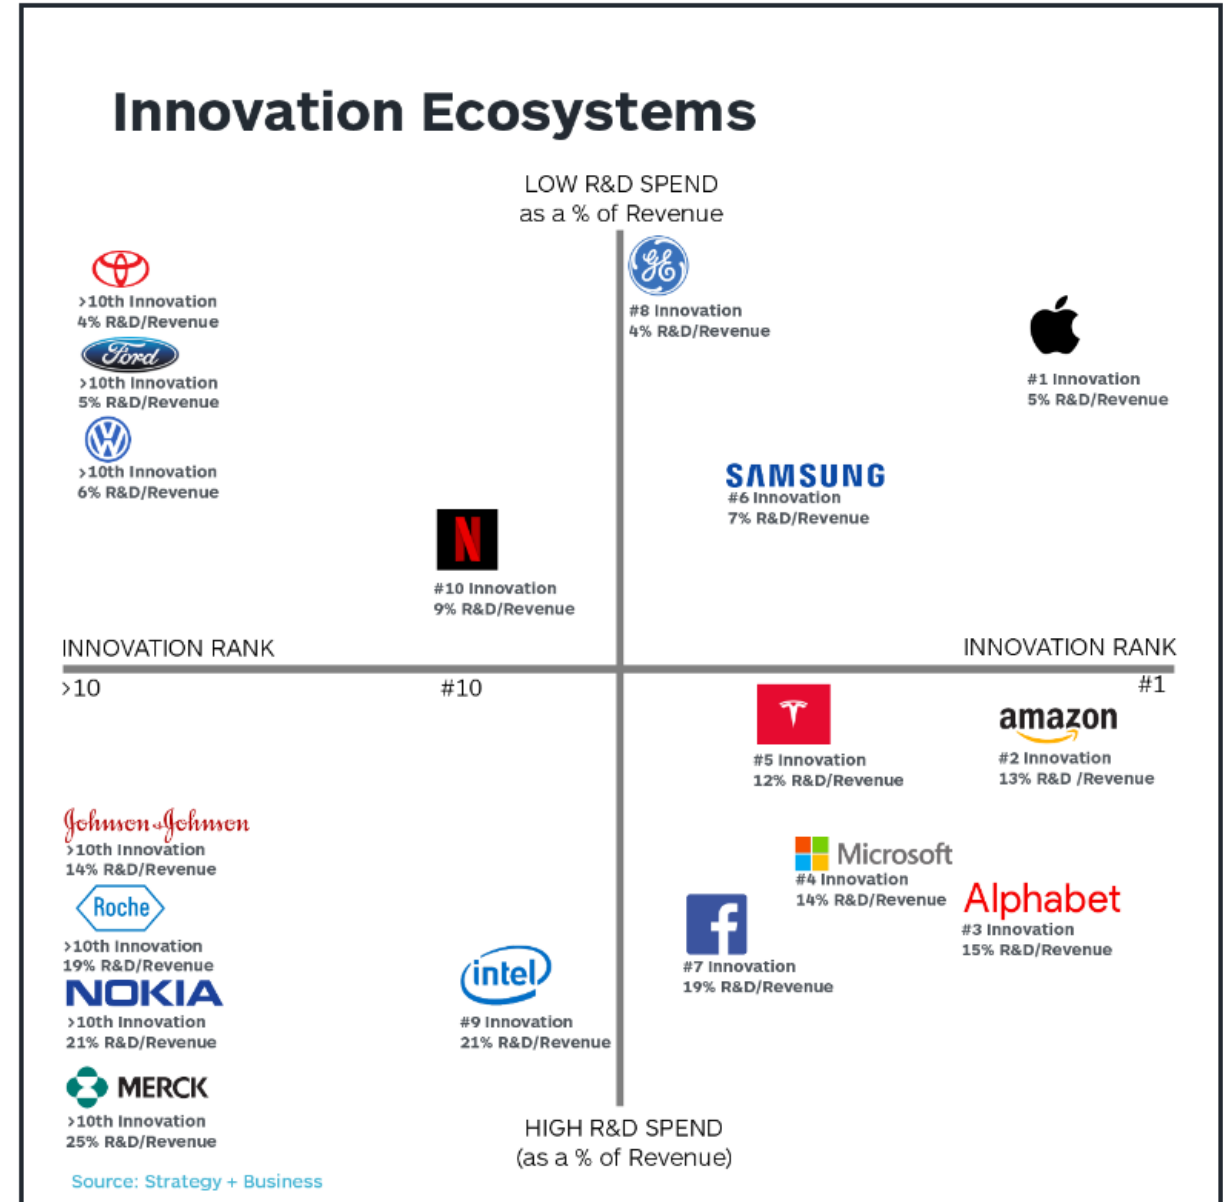 Innovation Ecosystems
LOW R&D SPEND
as a % of Revenue
>10th Innovation
4% R&D/Revenue
Ford
>10th Innovation
5% R&D/Revenue
>10th Innovation
6% R&D/Revenue
GE
#8 Innovation
4% R&D/Revenue
#1 Innovation
5% R&D/Revenue
SAMSUNG
#6 Innovation
7% R&D/Revenue
N
#10 Innovation
9% R&D/Revenue
INNOVATION RANK
INNOVATION RANK
>10
#10
#1
#5 Innovation
12% R&D/Revenue
amazon
#2 Innovation
13% R&D /Revenue
Johnson & Johnson
>10th Innovation
14% R&D/Revenue
Roche
>10th Innovation
19% R&D/Revenue
NOKIA
>10th Innovation
21% R&D/Revenue
MERCK
>10th Innovation
25% R&D/Revenue
intel
#9 Innovation
21% R&D/Revenue
Microsoft
#4 Innovation
14% R&D/Revenue
Alphabet
#3 Innovation
15% R&D/Revenue
f
#7 Innovation
19% R&D/Revenue
HIGH R&D SPEND
(as a % of Revenue)
Source: Strategy + Business